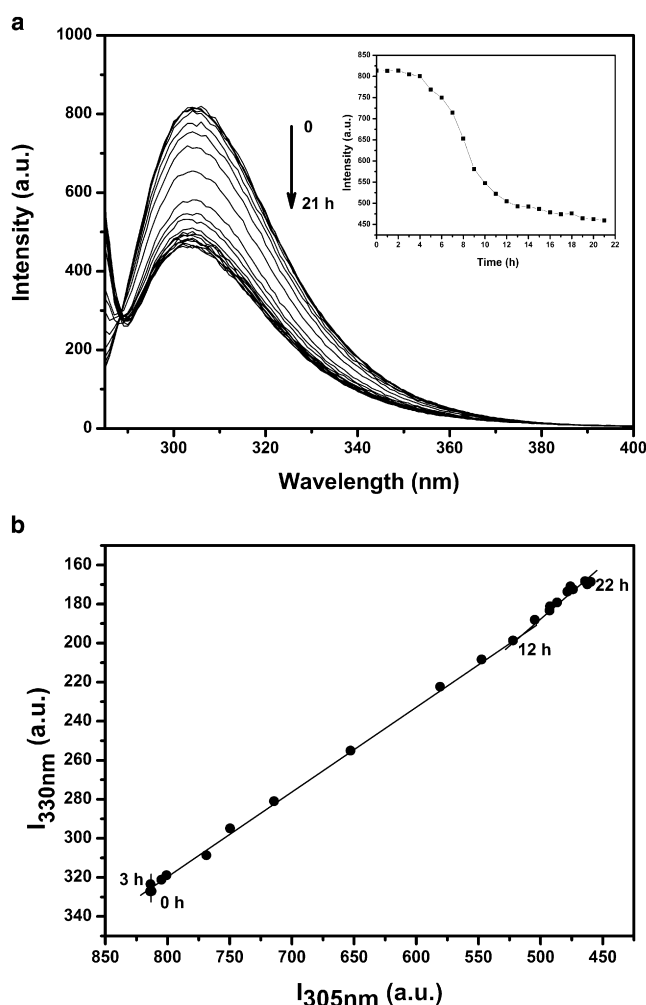 a
1000
800
600
400
200
0
Intensity (a.u.)
300 320 340 360 380 400
Wavelength (nm)
0
21 h
850
800
750
700
650
600
550
500
450
Intensity (a.u.)
0 2 4 6 8 10 12 14 16 18 20 22
Time (h)
b
160
180
200
220
240
260
280
300
320
340
I330nm (a.u.)
22 h
12 h
3 h
0 h
850 800 750 700 650 600 550 500 450
I305nm (a.u.)